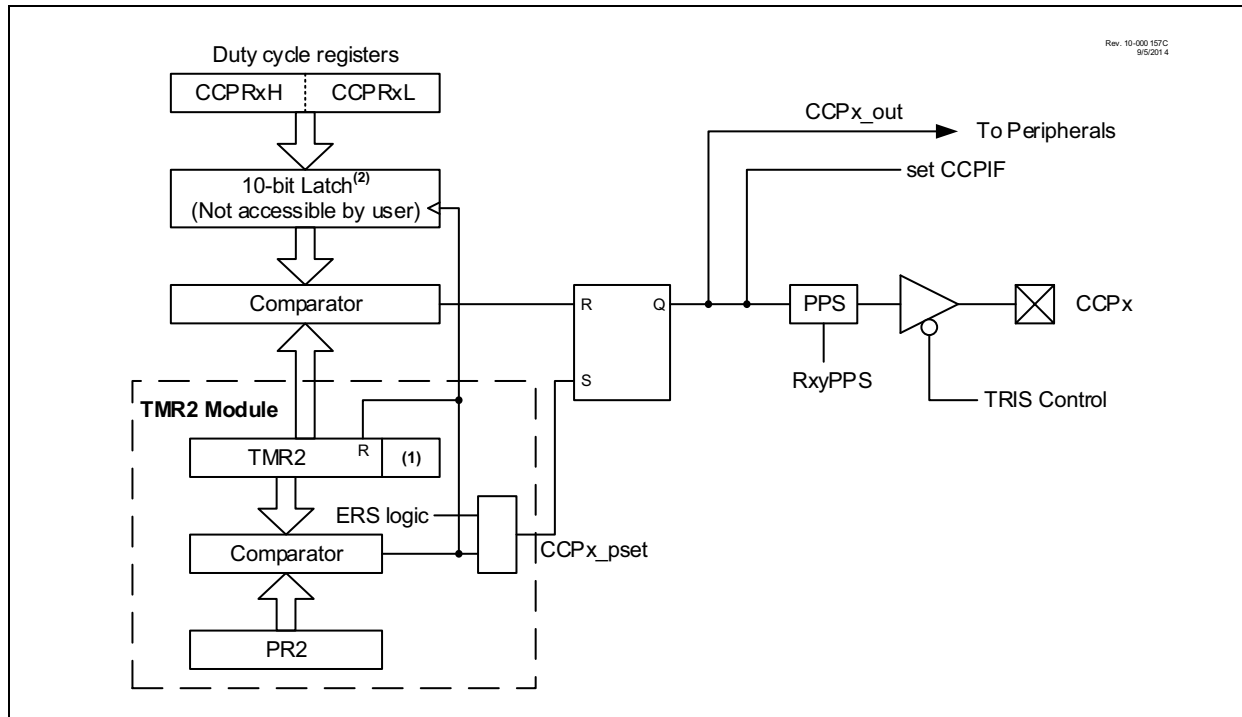 Rev. 10-000 157C
9/5/201 4
Duty cycle registers
CCPRxH CCPRxL
CCPx_out
To Peripherals
set CCPIF
10-bit Latch(2)
(Not accessible by user)
Comparator
R Q
S
PPS
CCPx
RxyPPS
TRIS Control
TMR2 Module
TMR2 R (1)
ERS logic
Comparator
CCPx_pset
PR2